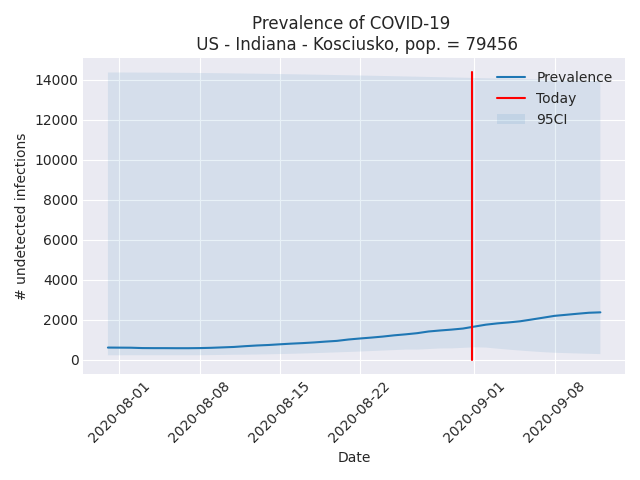 Prevalence of COVID-19
US - Indiana - Kosciusko, pop. = 79456
Prevalence
Today
95CI
14000
12000
10000
8000
6000
4000
2000
0
# undetected infections
2020-08-01
2020-08-08
2020-08-15
2020-08-22
2020-09-01
2020-09-08
Date